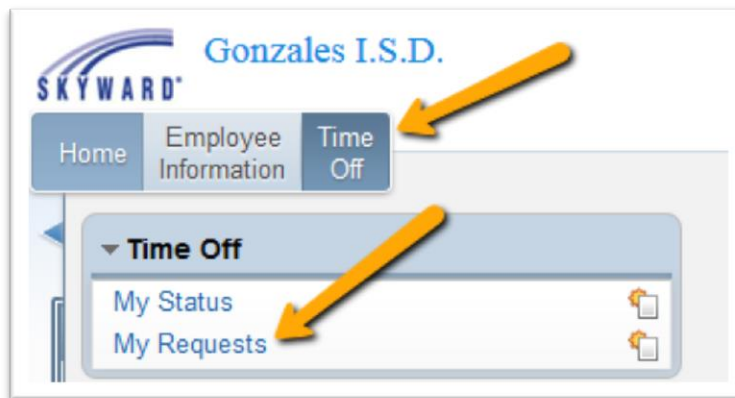 Gonzales I.S.D.
SKYWARD®
Home
Employee
Information
Time
Off
Time Off
My Status
My Requests